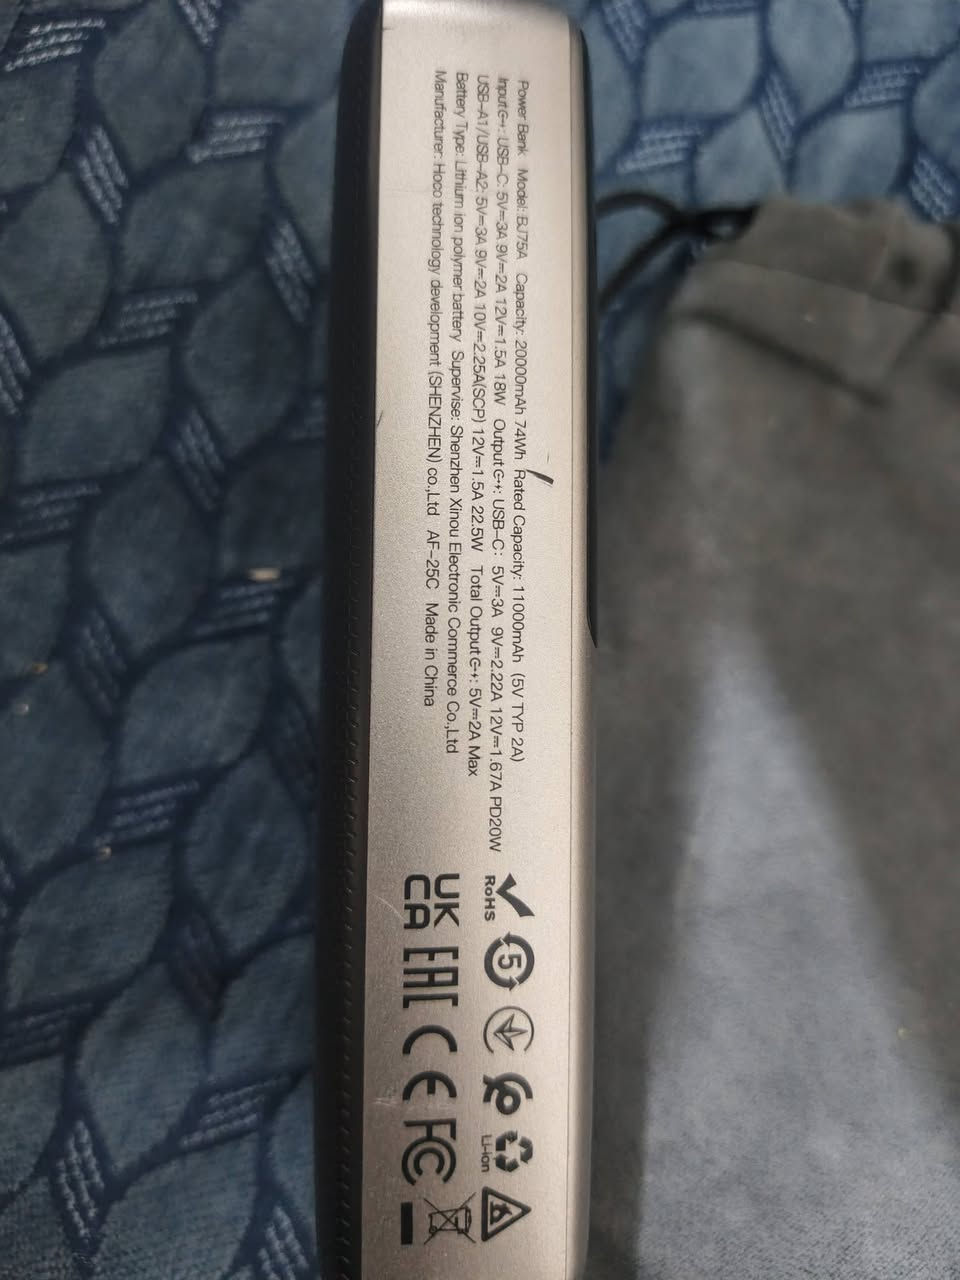 Power Bank Model: BJ75A Capacity: 20000mAh 74Wh Rated Capacity: 11000mAh (5V TYP 2A)
Input: USB-C: 5V⎓3A 9V⎓2A 12V⎓1.5A 18W Output: USB-C: 5V⎓3A 9V⎓2.22A 12V⎓1.67A PD20W
USB-A1/USB-A2: 5V⎓3A 9V⎓2A 10V⎓2.25A(SCP) 12V⎓1.5A 22.5W Total Output: 5V⎓2A Max
Battery Type: Lithium ion polymer battery Supervise: Shenzhen Xinou Electronic Commerce Co.,Ltd
Manufacturer: Hoco technology development (SHENZHEN) co.,Ltd AF-25C Made in China
RoHS 5 Li-ion
UK CA EAC CE FC